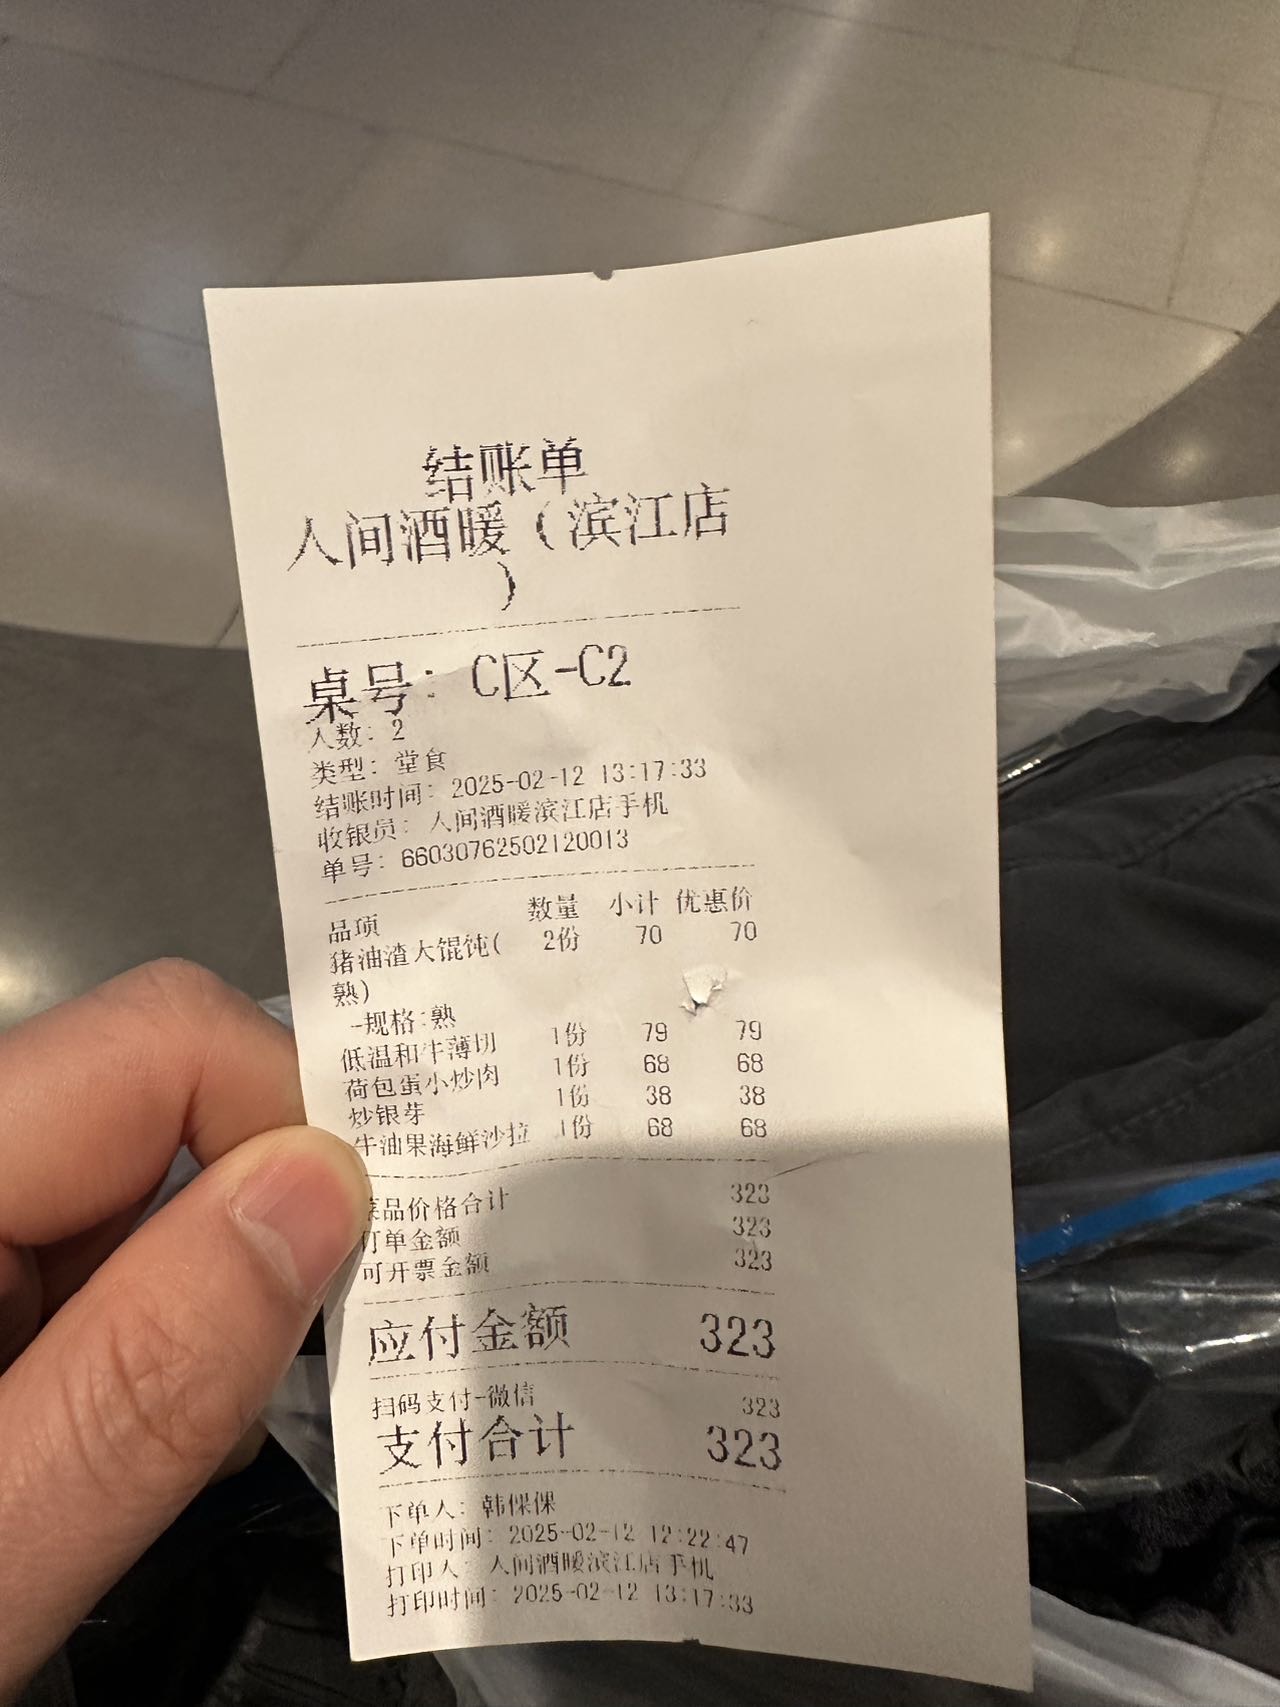 结账单
人间酒暖（滨江店
）
桌号：C区-C2
人数：2
类型：堂食
结账时间：2025-02-12 13:17:33
收银员：人间酒暖滨江店手机
单号：66030762502120013
品项 数量 小计 优惠价
猪油渣大馄饨( 2份 70 70
熟)
-规格:熟
低温和牛薄切 1份 79 79
荷包蛋小炒肉 1份 68 68
炒银芽 1份 38 38
牛油果海鲜沙拉 1份 68 68
菜品价格合计 323
订单金额 323
可开票金额 323
应付金额 323
扫码支付-微信 323
支付合计 323
下单人：韩倮倮
下单时间：2025-02-12 12:22:47
打印人：人间酒暖滨江店手机
打印时间：2025-02-12 13:17:33